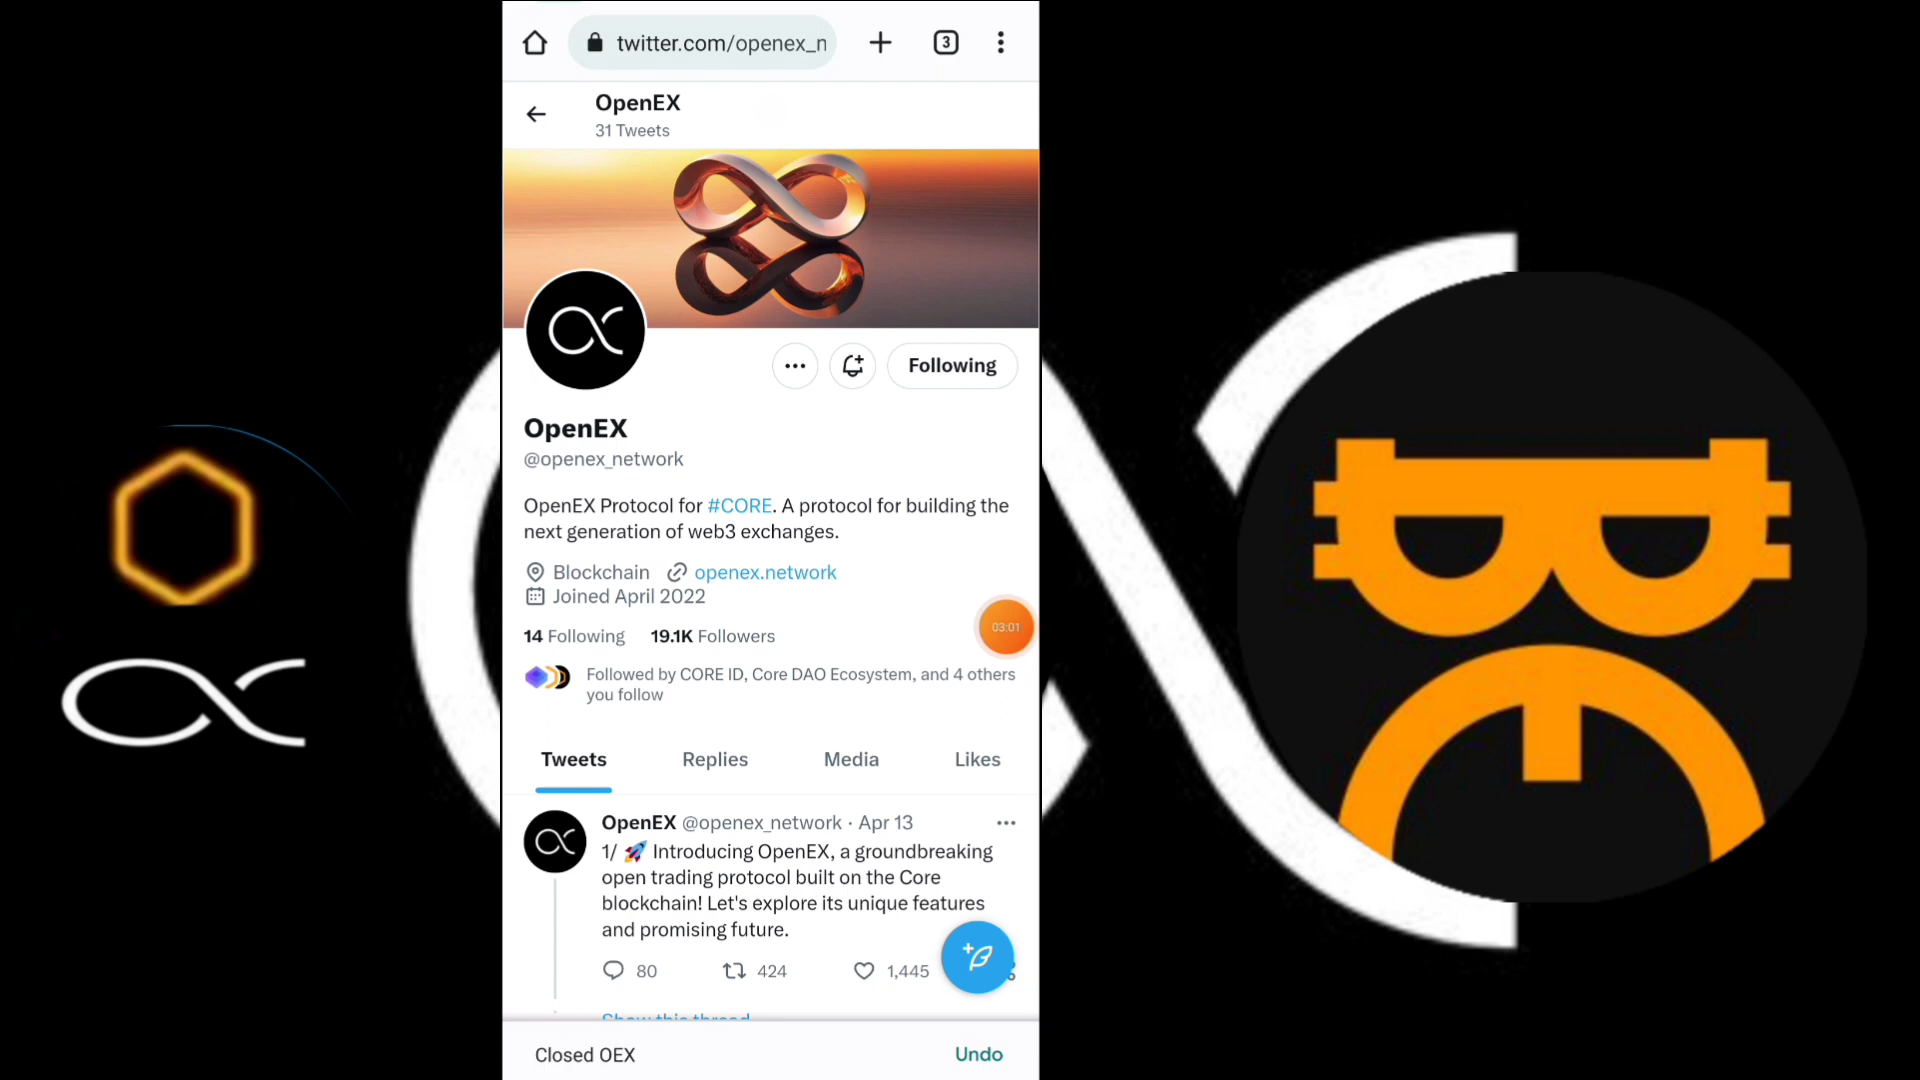 twitter.com/openex_n
3
OpenEX
31 Tweets
Following
OpenEX
@openex_network
OpenEX Protocol for #CORE. A protocol for building the
next generation of web3 exchanges.
Blockchain openex.network
Joined April 2022
14 Following 19.1K Followers
03:01
Followed by CORE ID, Core DAO Ecosystem, and 4 others
you follow
Tweets Replies Media Likes
OpenEX @openex_network · Apr 13
1/ 🚀 Introducing OpenEX, a groundbreaking
open trading protocol built on the Core
blockchain! Let's explore its unique features
and promising future.
80 424 1,445
Show this thread
Closed OEX Undo